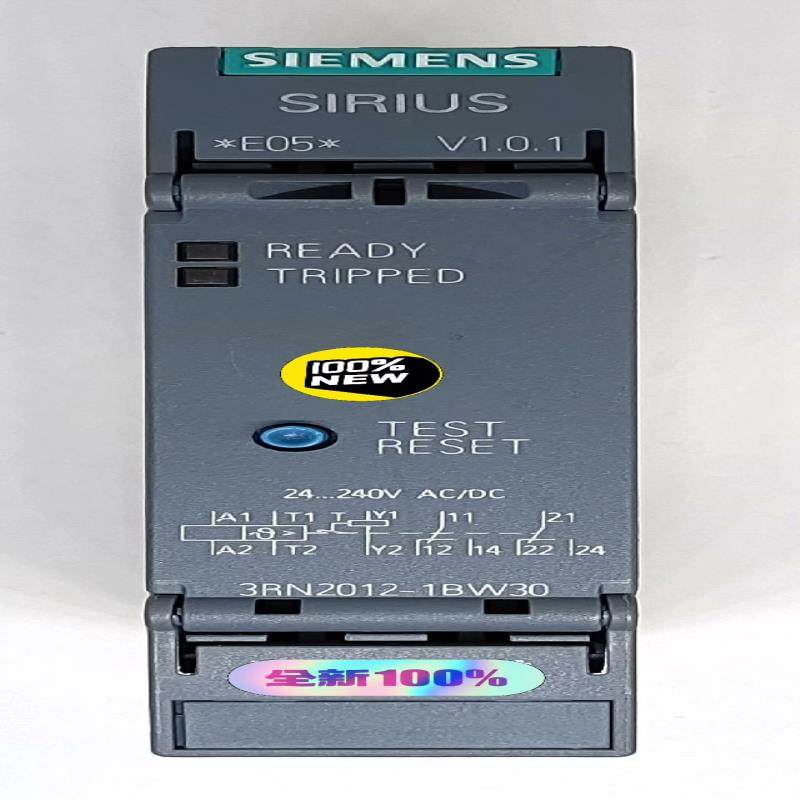 SIEMENS
SIRIUS
*E05* V1.0.1
READY
TRIPPED
100%
NEW
TEST
RESET
24...240V AC/DC
A1 T1 T Y1 11 21
ϑ >
A2 T2 Y2 12 14 22 24
3RN2012-1BW30
全新100%